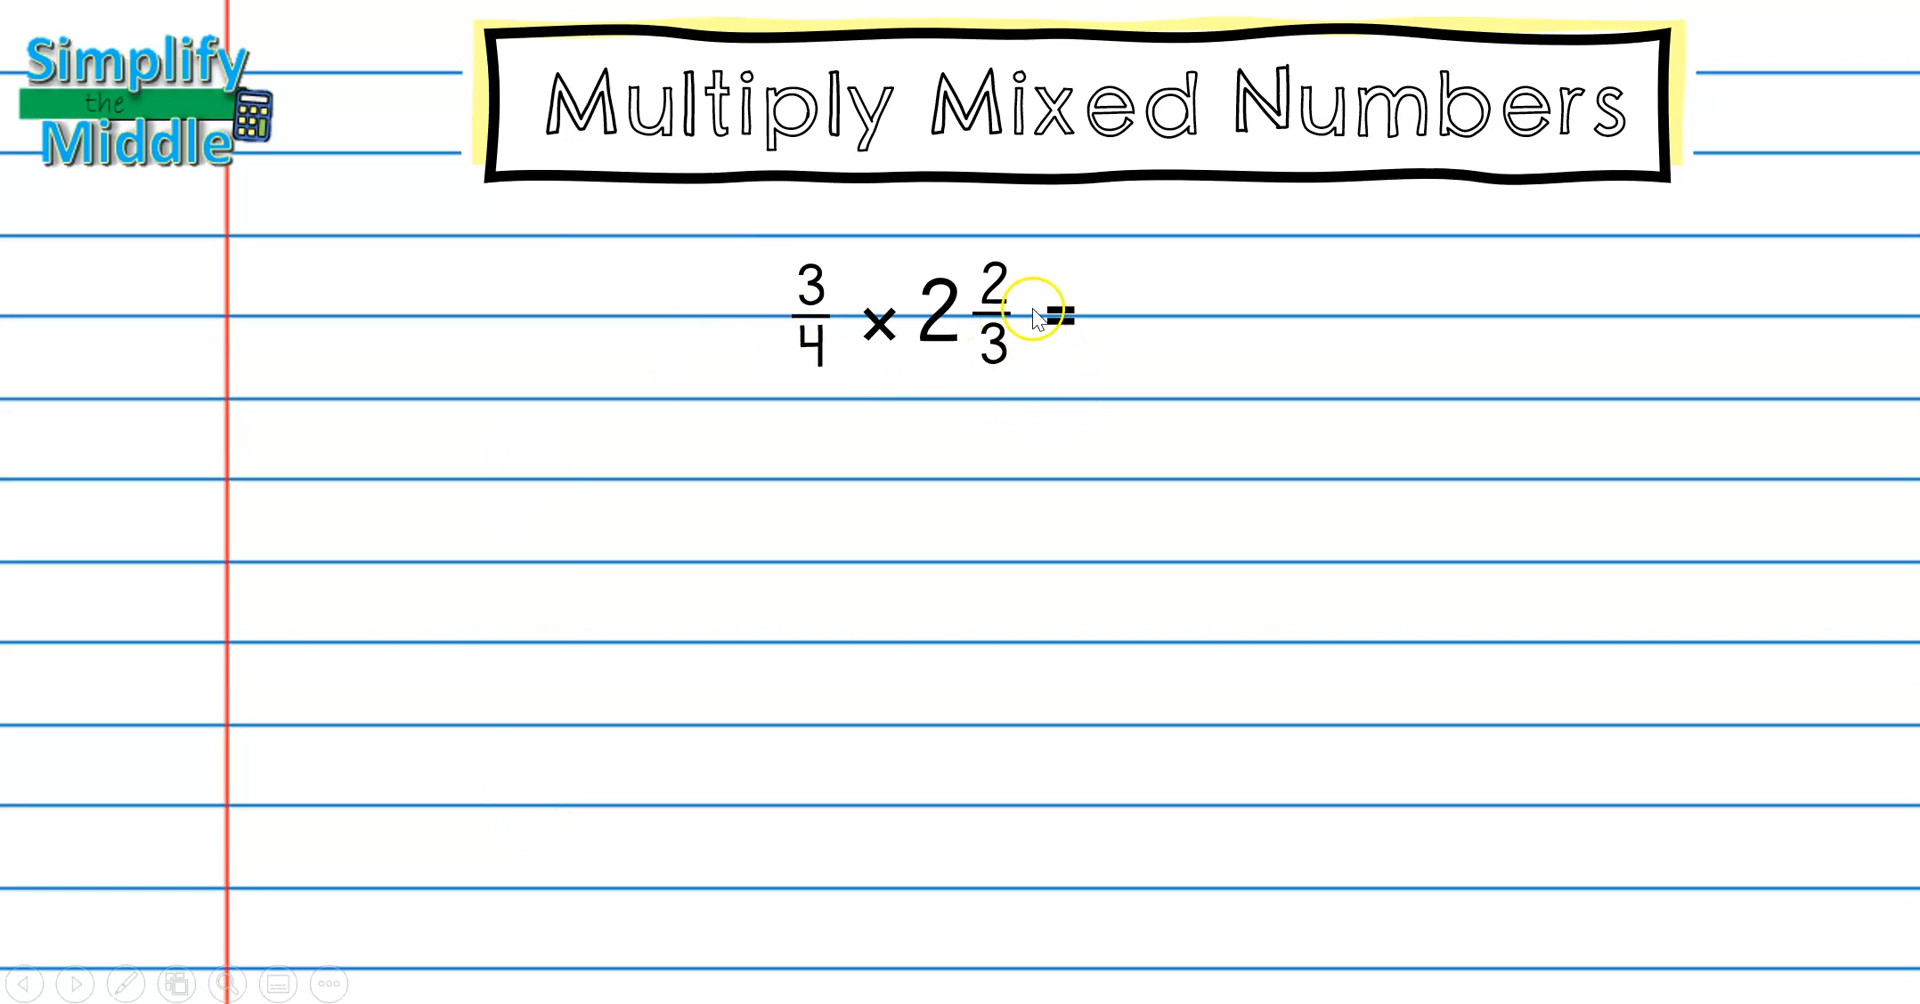 Simplify
the
Middle
Multiply Mixed Numbers
3/4 × 2 2/3 =